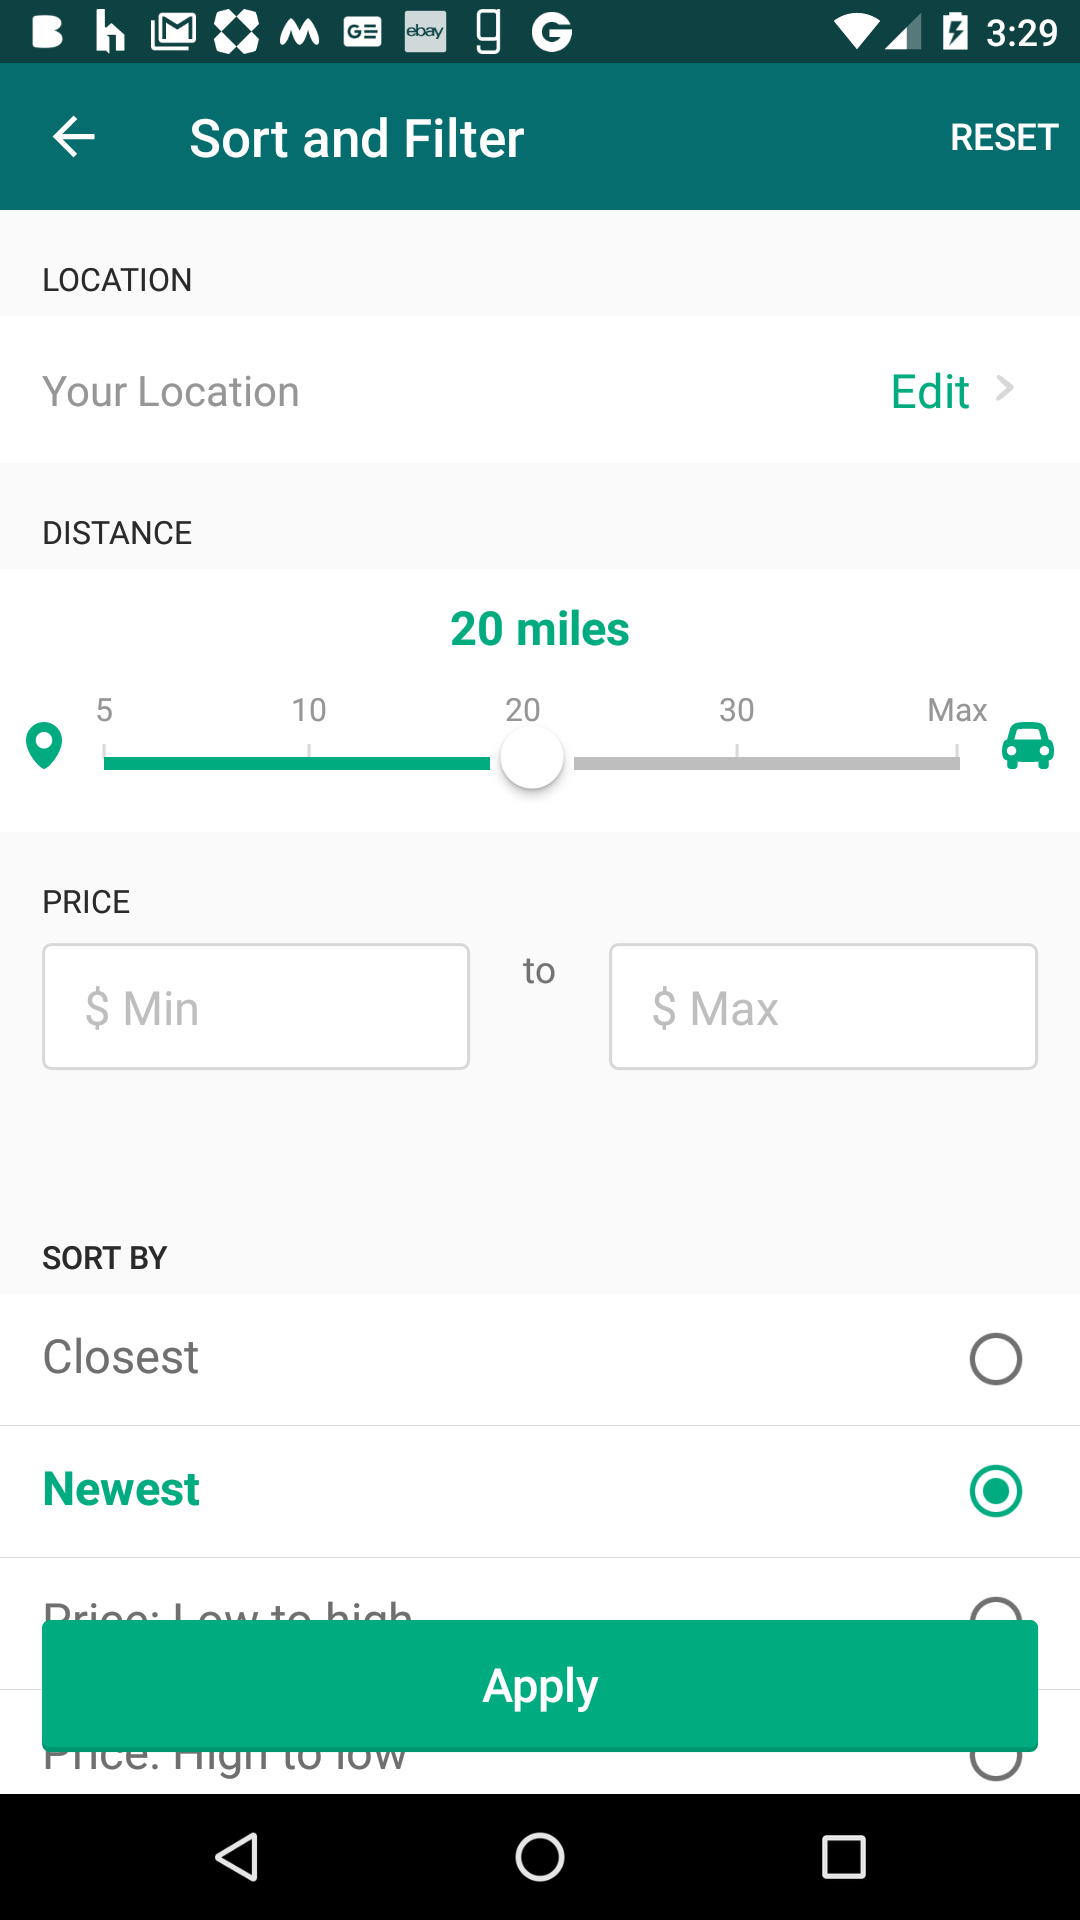 GE ebay g G 3:29
Sort and Filter RESET
LOCATION
Your Location Edit
DISTANCE
20 miles
5 10 20 30 Max
PRICE
$ Min to $ Max
SORT BY
Closest
Newest
Price: Low to high
Apply
Price: High to low